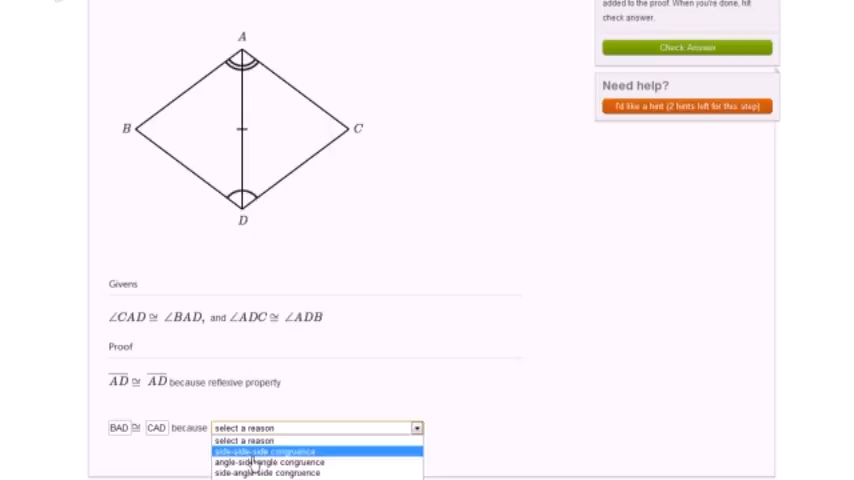 added to the proof. When you're done, hit
check answer.
Check Answer
Need help?
I'd like a hint (2 hints left for this step)
A
B
C
D
Givens
∠CAD ≅ ∠BAD, and ∠ADC ≅ ∠ADB
Proof
AD ≅ AD because reflexive property
BAD ≅ CAD because select a reason
select a reason
side-side-side congruence
angle-side-angle congruence
side-angle-side congruence